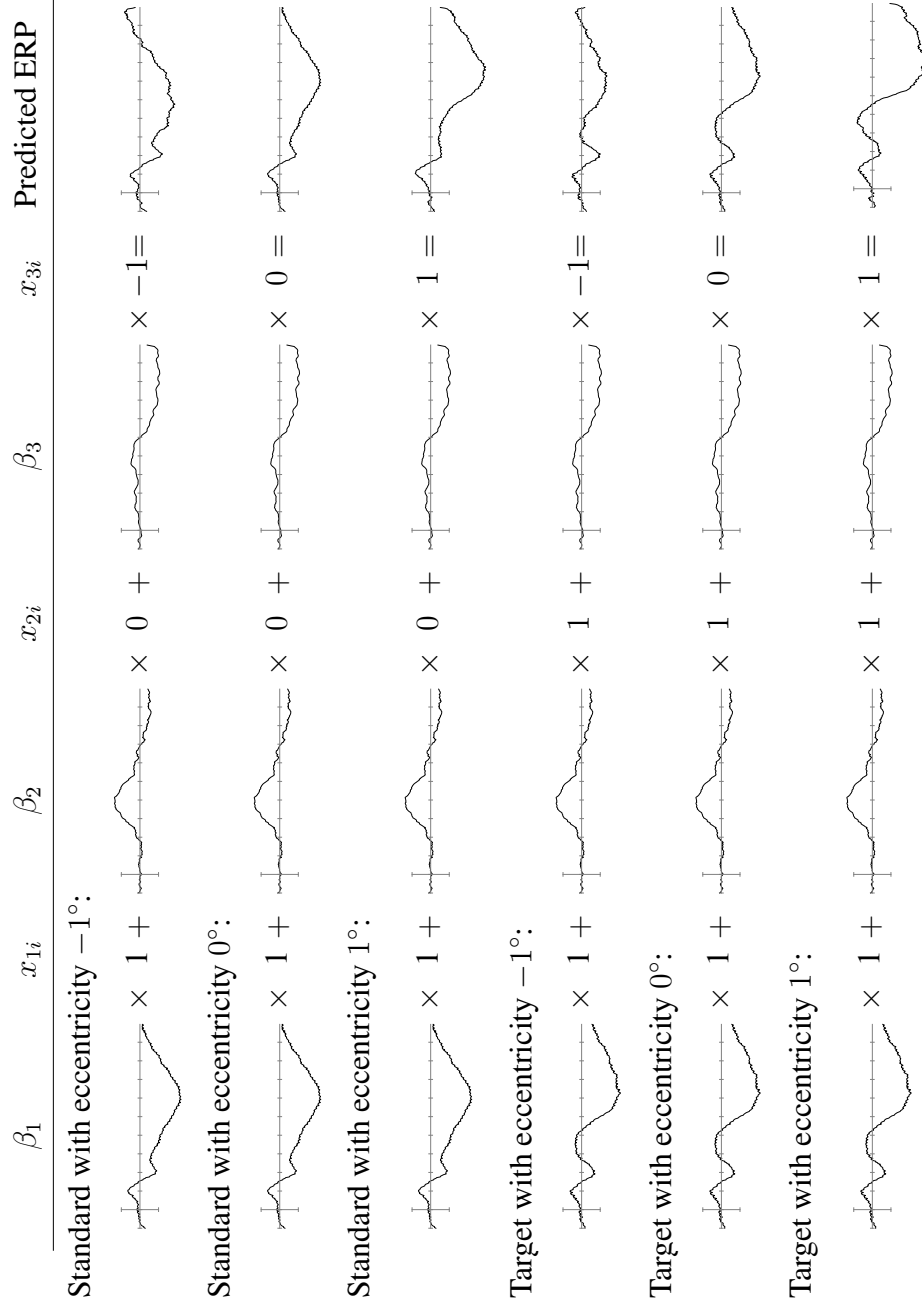 β₁ x₁ᵢ β₂ x₂ᵢ β₃ x₃ᵢ Predicted ERP
Standard with eccentricity −1°:
× 1 + × 0 + × −1=
Standard with eccentricity 0°:
× 1 + × 0 + × 0 =
Standard with eccentricity 1°:
× 1 + × 0 + × 1 =
Target with eccentricity −1°:
× 1 + × 1 + × −1=
Target with eccentricity 0°:
× 1 + × 1 + × 0 =
Target with eccentricity 1°:
× 1 + × 1 + × 1 =